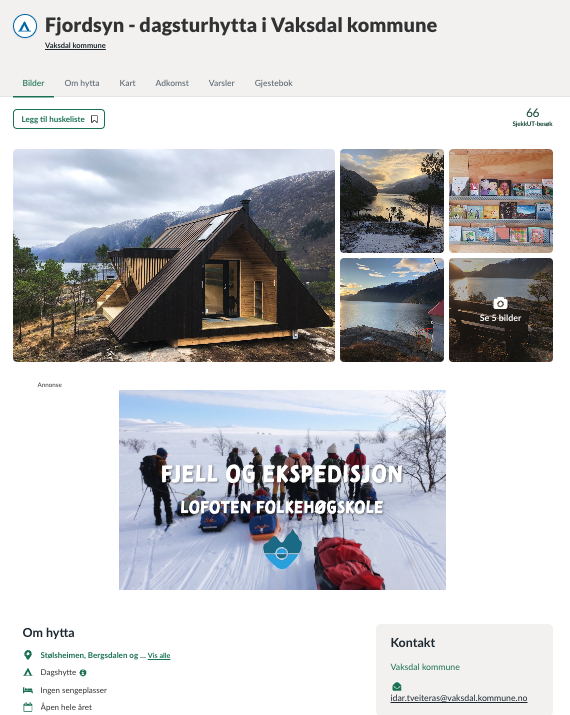 Fjordsyn - dagsturhytta i Vaksdal kommune
Vaksdal kommune
Bilder Om hytta Kart Adkomst Varsler Gjestebok
Legg til huskeliste
66
SjekkUT-besøk
Se 5 bilder
Annonse
FJELL OG EKSPEDISJON
LOFOTEN FOLKEHØGSKOLE
Om hytta
Stølsheimen, Bergsdalen og ... Vis alle
Dagshytte
Ingen sengeplasser
Åpen hele året
Kontakt
Vaksdal kommune
idar.tveiteras@vaksdal.kommune.no